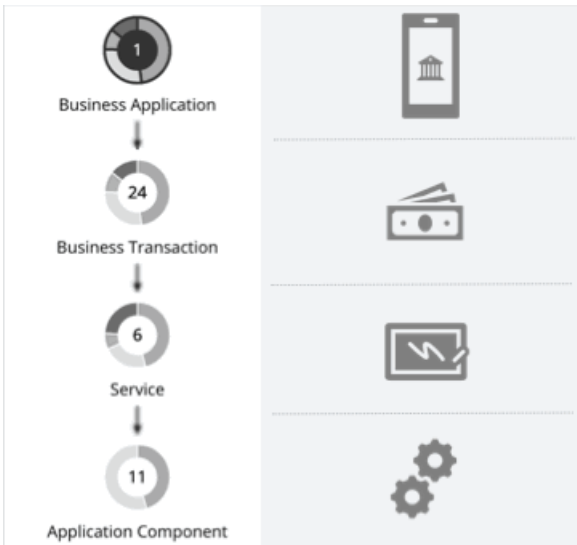 1
Business Application
24
Business Transaction
6
Service
11
Application Component